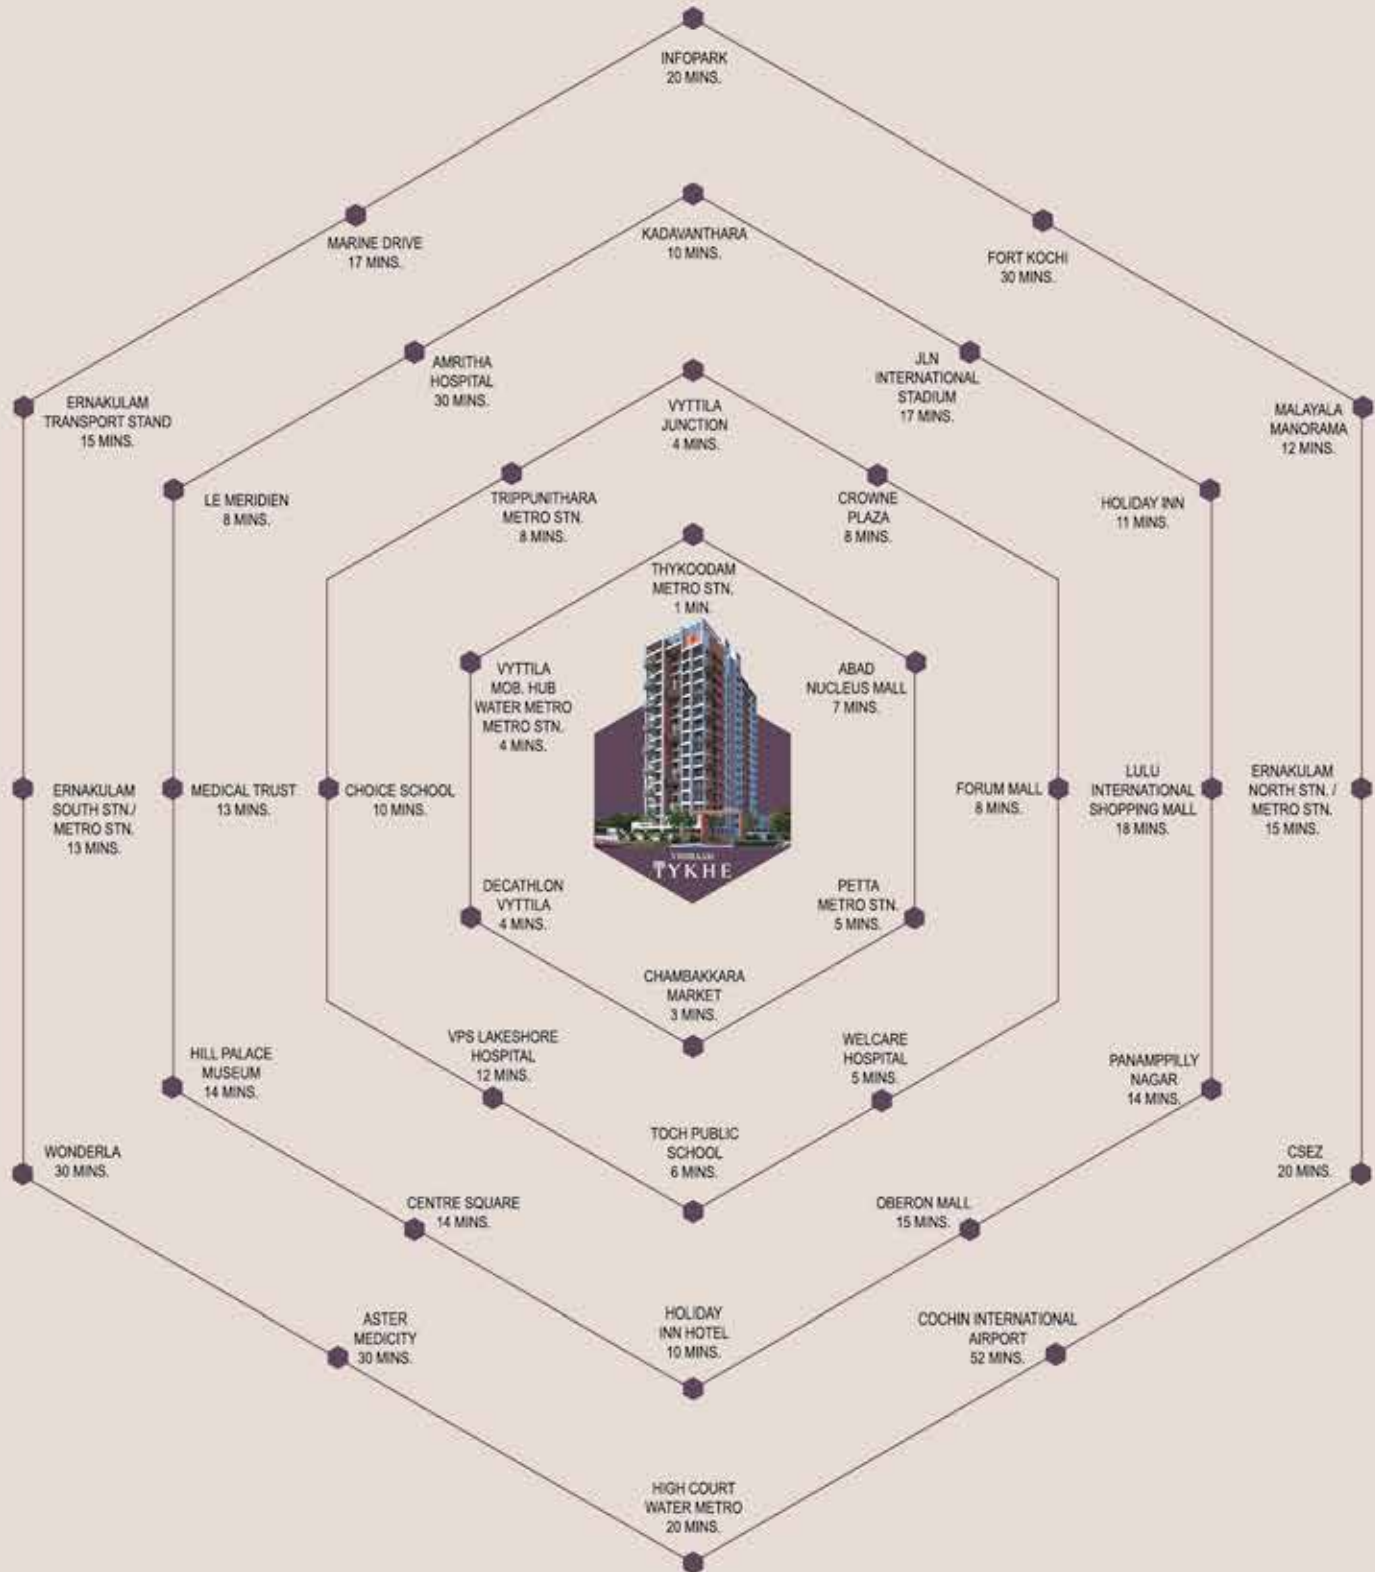 INFOPARK
20 MINS.
MARINE DRIVE
17 MINS.
KADAVANTHARA
10 MINS.
FORT KOCHI
30 MINS.
ERNAKULAM
TRANSPORT STAND
15 MINS.
AMRITHA
HOSPITAL
30 MINS.
JLN
INTERNATIONAL
STADIUM
17 MINS.
MALAYALA
MANORAMA
12 MINS.
LE MERIDIEN
8 MINS.
VYTTILA
JUNCTION
4 MINS.
HOLIDAY INN
11 MINS.
TRIPPUNITHARA
METRO STN.
8 MINS.
CROWNE
PLAZA
8 MINS.
THYKOODAM
METRO STN.
1 MIN.
VYTTILA
MOB. HUB
WATER METRO
METRO STN.
4 MINS.
ABAD
NUCLEUS MALL
7 MINS.
ERNAKULAM
SOUTH STN./
METRO STN.
13 MINS.
MEDICAL TRUST
13 MINS.
CHOICE SCHOOL
10 MINS.
FORUM MALL
8 MINS.
LULU
INTERNATIONAL
SHOPPING MALL
18 MINS.
ERNAKULAM
NORTH STN. /
METRO STN.
15 MINS.
TYKHE
DECATHLON
VYTTILA
4 MINS.
PETTA
METRO STN.
5 MINS.
CHAMBAKKARA
MARKET
3 MINS.
HILL PALACE
MUSEUM
14 MINS.
VPS LAKESHORE
HOSPITAL
12 MINS.
WELCARE
HOSPITAL
5 MINS.
PANAMPPILLY
NAGAR
14 MINS.
WONDERLA
30 MINS.
TOCH PUBLIC
SCHOOL
6 MINS.
CSEZ
20 MINS.
CENTRE SQUARE
14 MINS.
OBERON MALL
15 MINS.
ASTER
MEDICITY
30 MINS.
HOLIDAY
INN HOTEL
10 MINS.
COCHIN INTERNATIONAL
AIRPORT
52 MINS.
HIGH COURT
WATER METRO
20 MINS.